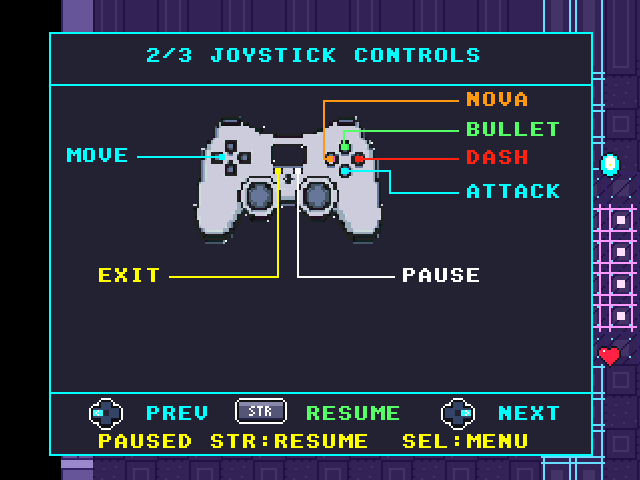 2/3 JOYSTICK CONTROLS
NOVA
BULLET
MOVE
DASH
ATTACK
EXIT
PAUSE
PREV STR RESUME NEXT
PAUSED STR:RESUME SEL:MENU